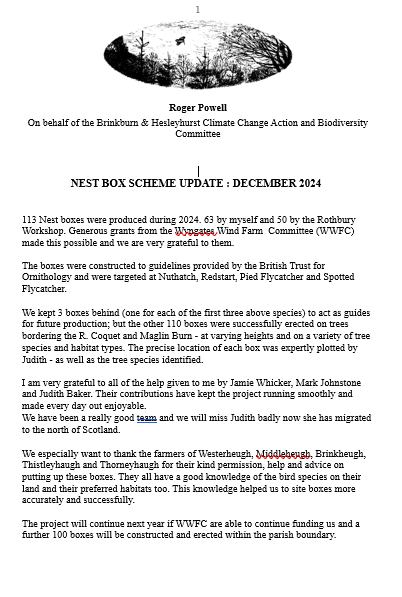 1
Roger Powell
On behalf of the Brinkburn & Hesleyhurst Climate Change Action and Biodiversity
Committee
NEST BOX SCHEME UPDATE : DECEMBER 2024
113 Nest boxes were produced during 2024. 63 by myself and 50 by the Rothbury
Workshop. Generous grants from the Wyngates Wind Farm Committee (WWFC)
made this possible and we are very grateful to them.
The boxes were constructed to guidelines provided by the British Trust for
Ornithology and were targeted at Nuthatch, Redstart, Pied Flycatcher and Spotted
Flycatcher.
We kept 3 boxes behind (one for each of the first three above species) to act as guides
for future production; but the other 110 boxes were successfully erected on trees
bordering the R. Coquet and Maglin Burn - at varying heights and on a variety of tree
species and habitat types. The precise location of each box was expertly plotted by
Judith - as well as the tree species identified.
I am very grateful to all of the help given to me by Jamie Whicker, Mark Johnstone
and Judith Baker. Their contributions have kept the project running smoothly and
made every day out enjoyable.
We have been a really good team and we will miss Judith badly now she has migrated
to the north of Scotland.
We especially want to thank the farmers of Westerheugh, Middleheugh, Brinkheugh,
Thistleyhaugh and Thorneyhaugh for their kind permission, help and advice on
putting up these boxes. They all have a good knowledge of the bird species on their
land and their preferred habitats too. This knowledge helped us to site boxes more
accurately and successfully.
The project will continue next year if WWFC are able to continue funding us and a
further 100 boxes will be constructed and erected within the parish boundary.